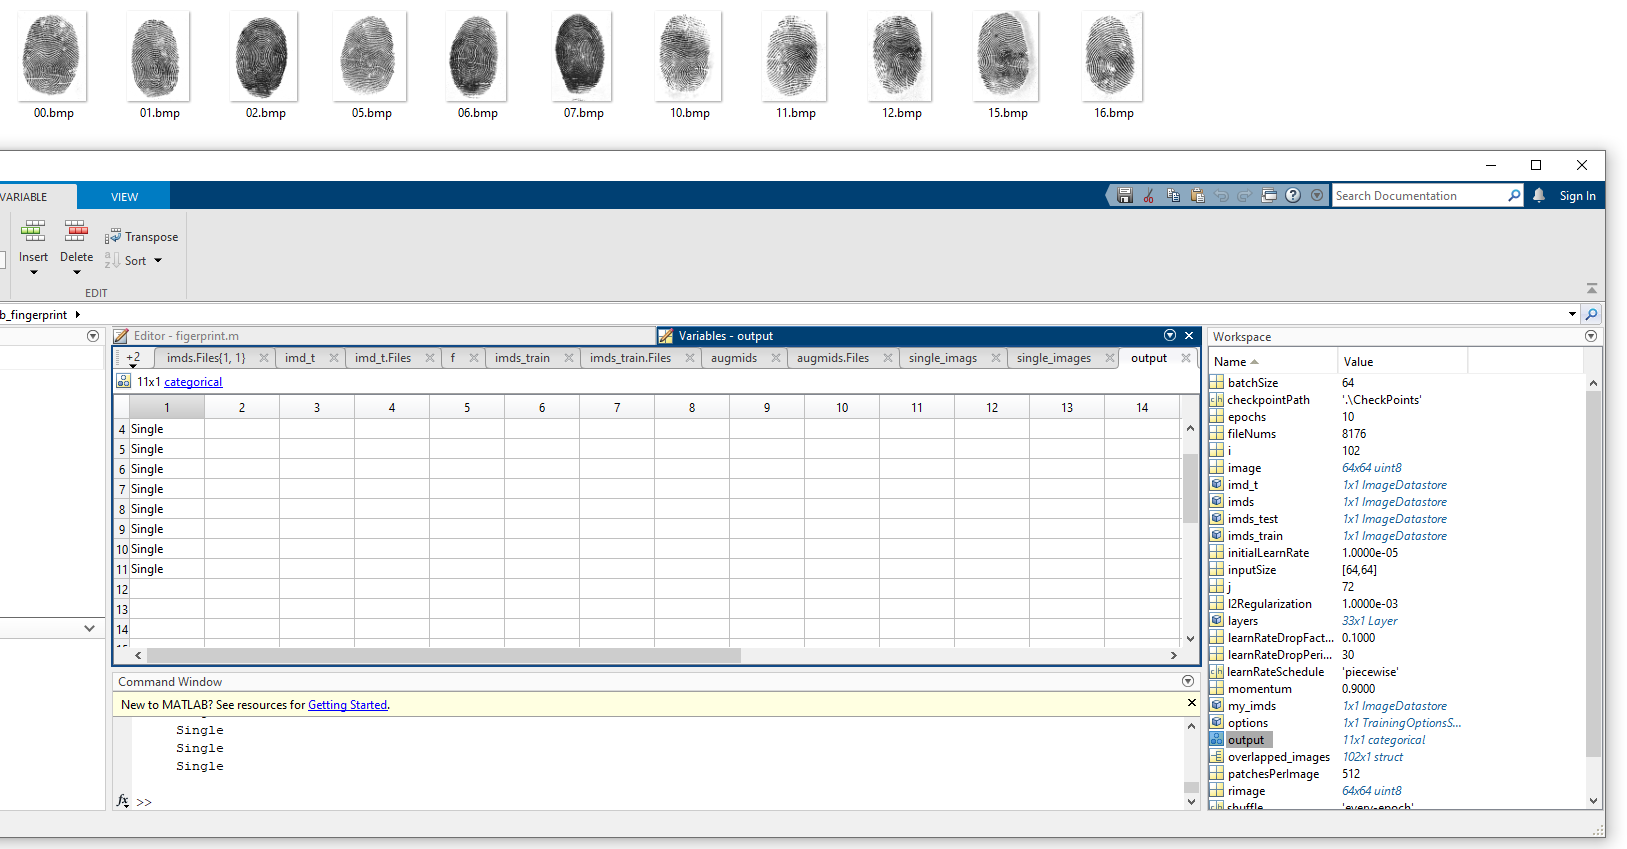 00.bmp 01.bmp 02.bmp 05.bmp 06.bmp 07.bmp 10.bmp 11.bmp 12.bmp 15.bmp 16.bmp
VARIABLE VIEW
Search Documentation
Sign In
Insert Delete Transpose
Sort
EDIT
b_fingerprint
Editor - figerprint.m
Variables - output
+2 imds.Files{1, 1} imd_t imd_t.Files f imds_train imds_train.Files augmids augmids.Files single_imags single_images output
11x1 categorical
1 2 3 4 5 6 7 8 9 10 11 12 13 14
4 Single
5 Single
6 Single
7 Single
8 Single
9 Single
10 Single
11 Single
12
13
14
Command Window
New to MATLAB? See resources for Getting Started.
Single
Single
Single
fx >>
Workspace
Name Value
batchSize 64
checkpointPath '.\CheckPoints'
epochs 10
fileNums 8176
i 102
image 64x64 uint8
imd_t 1x1 ImageDatastore
imds 1x1 ImageDatastore
imds_test 1x1 ImageDatastore
imds_train 1x1 ImageDatastore
initialLearnRate 1.0000e-05
inputSize [64,64]
j 72
l2Regularization 1.0000e-03
layers 33x1 Layer
learnRateDropFact... 0.1000
learnRateDropPeri... 30
learnRateSchedule 'piecewise'
momentum 0.9000
my_imds 1x1 ImageDatastore
options 1x1 TrainingOptionsS...
output 11x1 categorical
overlapped_images 102x1 struct
patchesPerImage 512
rimage 64x64 uint8
shuffle 'every-epoch'